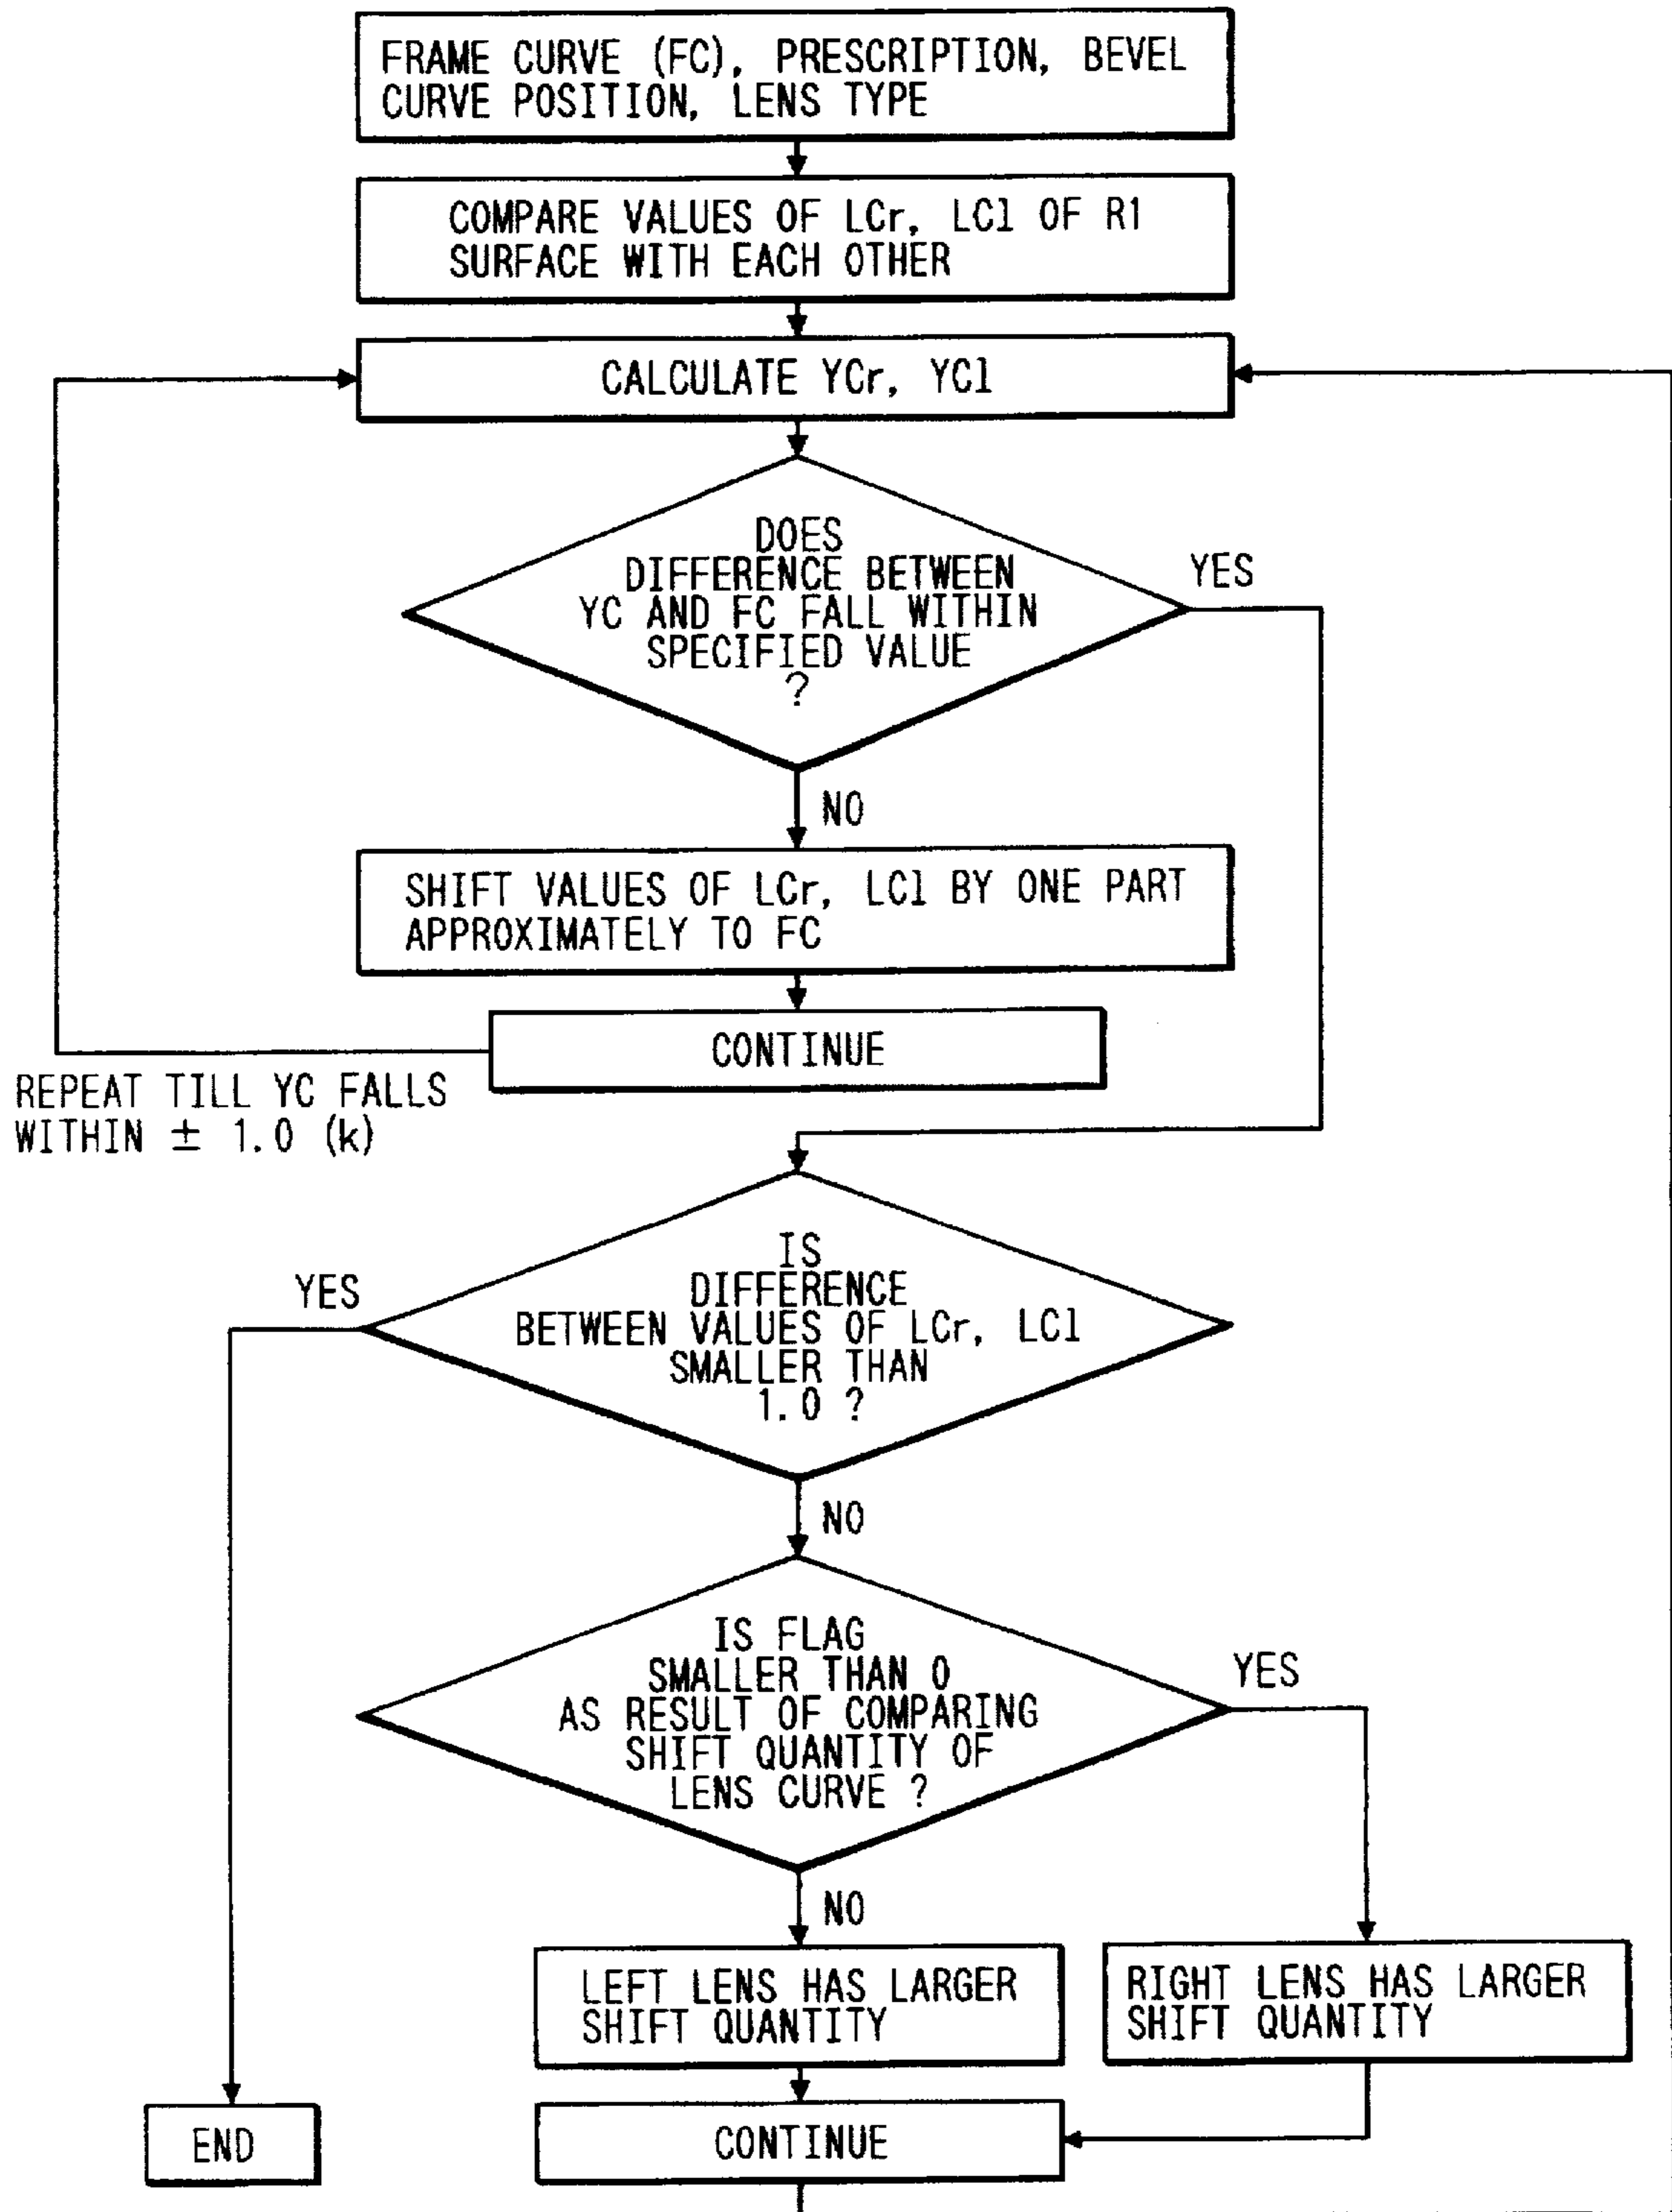 FRAME CURVE (FC), PRESCRIPTION, BEVEL
CURVE POSITION, LENS TYPE
COMPARE VALUES OF LCr, LCl OF R1
SURFACE WITH EACH OTHER
CALCULATE YCr, YCl
DOES
DIFFERENCE BETWEEN
YC AND FC FALL WITHIN
SPECIFIED VALUE
?
YES
NO
SHIFT VALUES OF LCr, LCl BY ONE PART
APPROXIMATELY TO FC
CONTINUE
REPEAT TILL YC FALLS
WITHIN ± 1.0 (k)
IS
DIFFERENCE
BETWEEN VALUES OF LCr, LCl
SMALLER THAN
1.0 ?
YES
NO
IS FLAG
SMALLER THAN 0
AS RESULT OF COMPARING
SHIFT QUANTITY OF
LENS CURVE ?
YES
NO
LEFT LENS HAS LARGER
SHIFT QUANTITY
RIGHT LENS HAS LARGER
SHIFT QUANTITY
END
CONTINUE